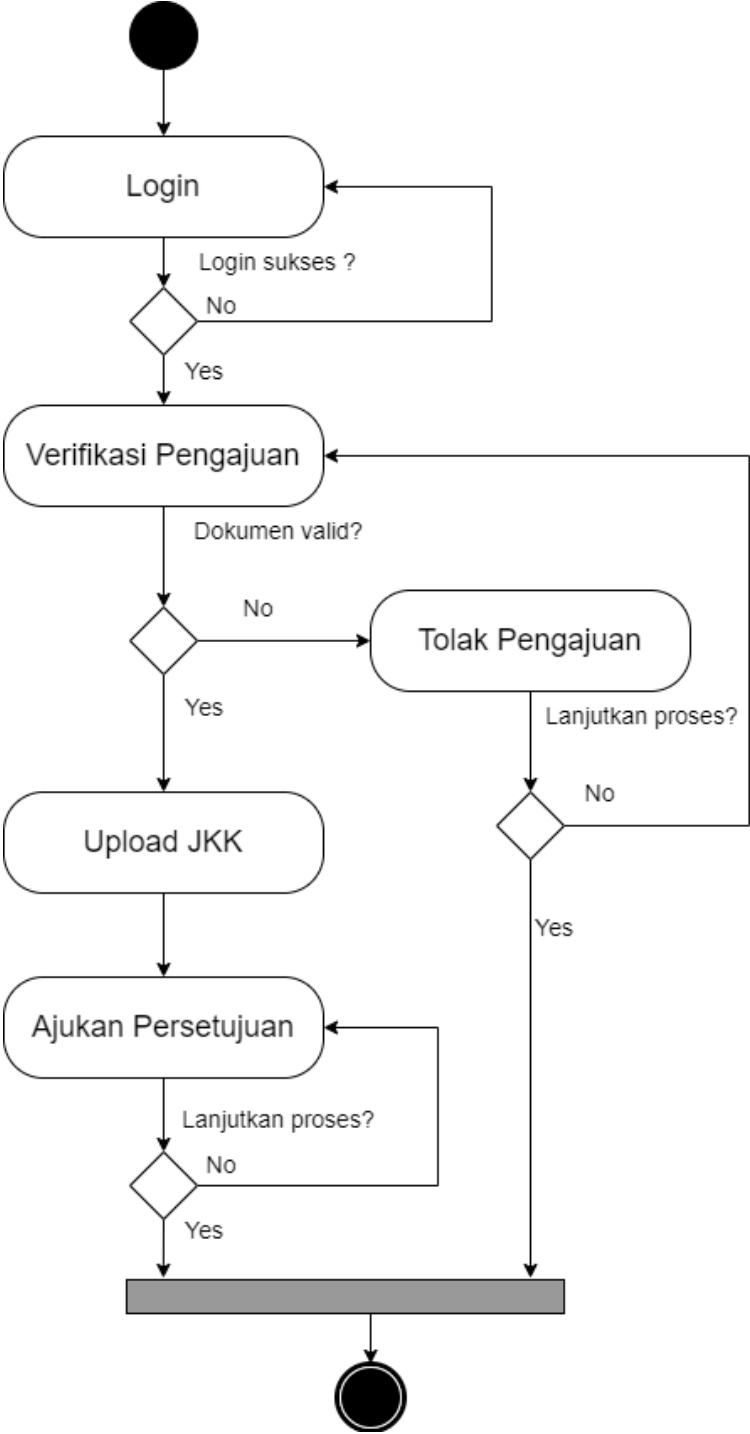 Login
Login sukses ?
No
Yes
Verifikasi Pengajuan
Dokumen valid?
No
Tolak Pengajuan
Yes
Lanjutkan proses?
No
Upload JKK
Yes
Ajukan Persetujuan
Lanjutkan proses?
No
Yes